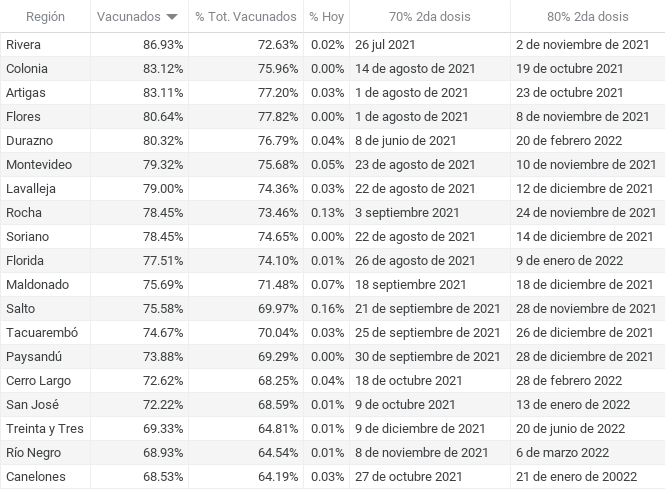 Región Vacunados % Tot. Vacunados % Hoy 70% 2da dosis 80% 2da dosis
Rivera 86.93% 72.63% 0.02% 26 jul 2021 2 de noviembre de 2021
Colonia 83.12% 75.96% 0.00% 14 de agosto de 2021 19 de octubre 2021
Artigas 83.11% 77.20% 0.03% 1 de agosto de 2021 23 de octubre 2021
Flores 80.64% 77.82% 0.00% 1 de agosto de 2021 8 de noviembre de 2021
Durazno 80.32% 76.79% 0.04% 8 de junio de 2021 20 de febrero 2022
Montevideo 79.32% 75.68% 0.05% 23 de agosto de 2021 10 de noviembre de 2021
Lavalleja 79.00% 74.36% 0.03% 22 de agosto de 2021 12 de diciembre de 2021
Rocha 78.45% 73.46% 0.13% 3 septiembre 2021 24 de noviembre de 2021
Soriano 78.45% 74.65% 0.00% 22 de agosto de 2021 14 de diciembre de 2021
Florida 77.51% 74.10% 0.01% 26 de agosto de 2021 9 de enero de 2022
Maldonado 75.69% 71.48% 0.07% 18 septiembre 2021 18 de diciembre de 2021
Salto 75.58% 69.97% 0.16% 21 de septiembre de 2021 28 de noviembre de 2021
Tacuarembó 74.67% 70.04% 0.03% 25 de septiembre de 2021 26 de diciembre de 2021
Paysandú 73.88% 69.29% 0.00% 30 de septiembre de 2021 28 de diciembre de 2021
Cerro Largo 72.62% 68.25% 0.04% 18 de octubre 2021 28 de febrero 2022
San José 72.22% 68.59% 0.01% 9 de octubre 2021 13 de enero de 2022
Treinta y Tres 69.33% 64.81% 0.01% 9 de diciembre de 2021 20 de junio de 2022
Río Negro 68.93% 64.54% 0.01% 8 de noviembre de 2021 6 de marzo 2022
Canelones 68.53% 64.19% 0.03% 27 de octubre 2021 21 de enero de 20022